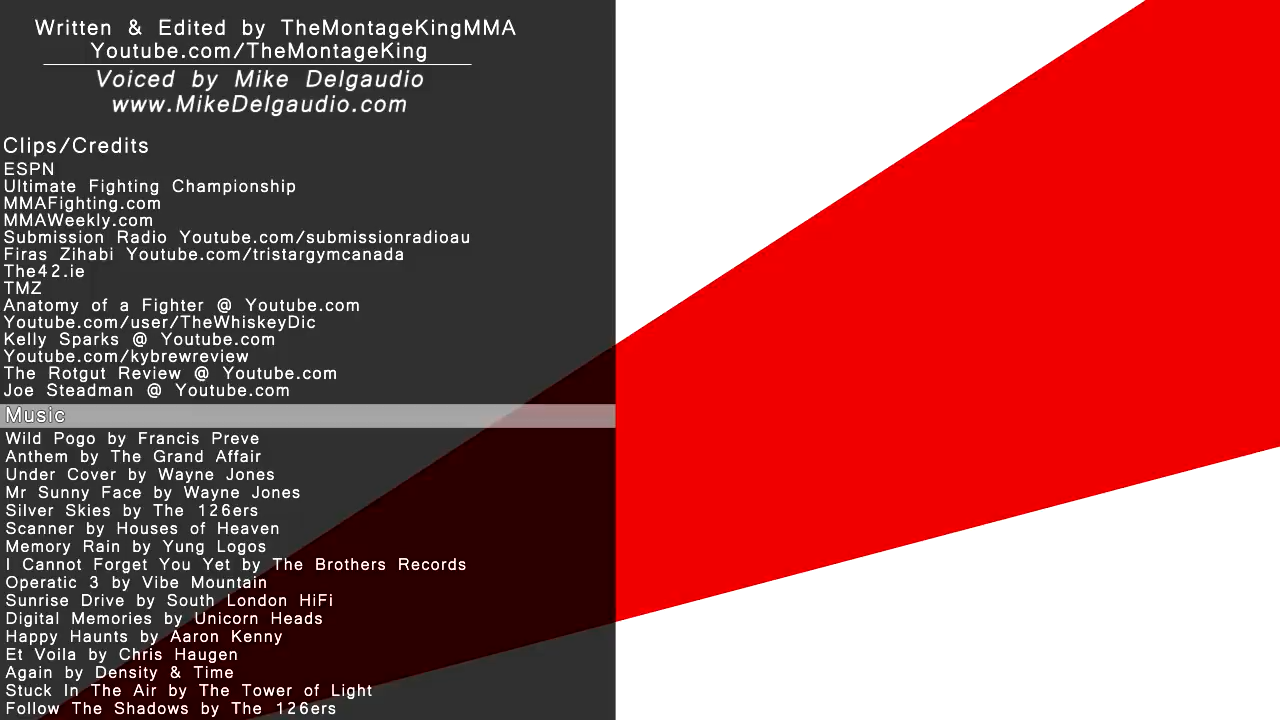 Written & Edited by TheMontageKingMMA
Youtube.com/TheMontageKing
Voiced by Mike Delgaudio
www.MikeDelgaudio.com
Clips/Credits
ESPN
Ultimate Fighting Championship
MMAFighting.com
MMAWeekly.com
Submission Radio Youtube.com/submissionradioau
Firas Zihabi Youtube.com/tristargymcanada
The42.ie
TMZ
Anatomy of a Fighter @ Youtube.com
Youtube.com/user/TheWhiskeyDic
Kelly Sparks @ Youtube.com
Youtube.com/kybrewreview
The Rotgut Review @ Youtube.com
Joe Steadman @ Youtube.com
Music
Wild Pogo by Francis Preve
Anthem by The Grand Affair
Under Cover by Wayne Jones
Mr Sunny Face by Wayne Jones
Silver Skies by The 126ers
Scanner by Houses of Heaven
Memory Rain by Yung Logos
I Cannot Forget You Yet by The Brothers Records
Operatic 3 by Vibe Mountain
Sunrise Drive by South London HiFi
Digital Memories by Unicorn Heads
Happy Haunts by Aaron Kenny
Et Voila by Chris Haugen
Again by Density & Time
Stuck In The Air by The Tower of Light
Follow The Shadows by The 126ers